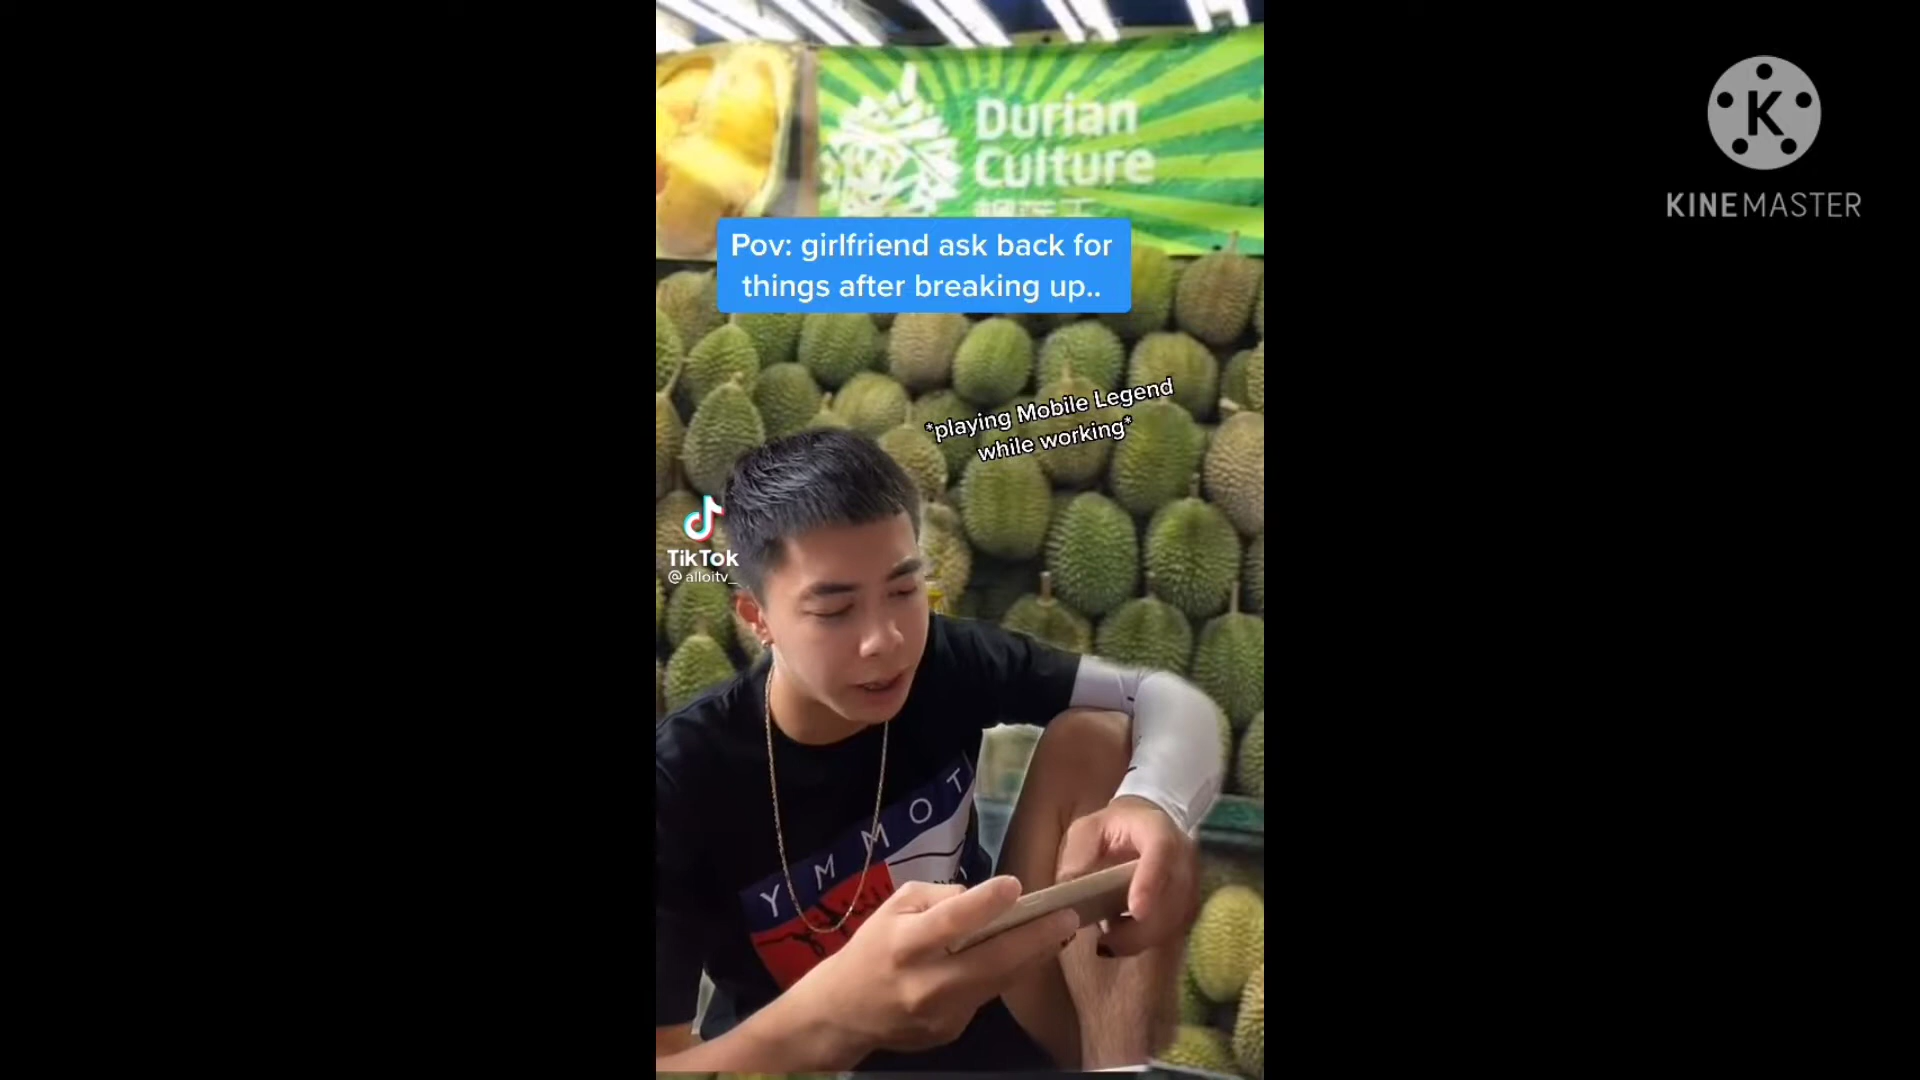 Durian
Culture
Pov: girlfriend ask back for
things after breaking up..
*playing Mobile Legend
while working*
TikTok
@alloitv_
YMMOT
K
KINEMASTER